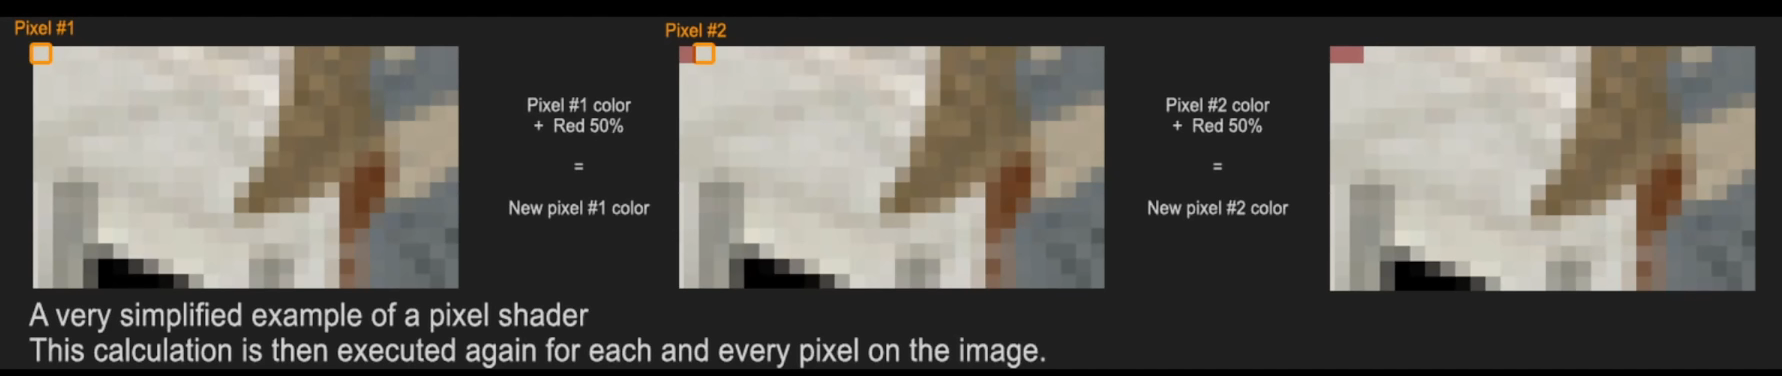 Pixel #1
Pixel #2
Pixel #1 color
+ Red 50%
=
New pixel #1 color
Pixel #2 color
+ Red 50%
=
New pixel #2 color
A very simplified example of a pixel shader
This calculation is then executed again for each and every pixel on the image.